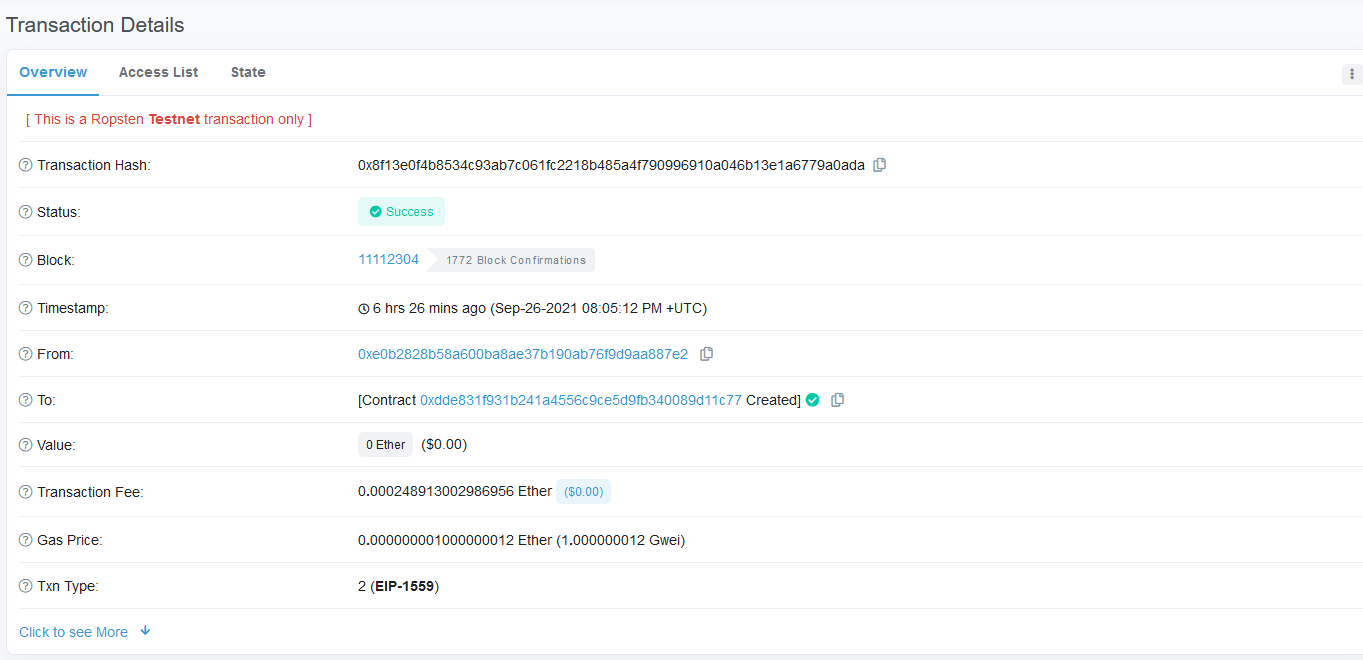 Transaction Details
Overview Access List State
[ This is a Ropsten Testnet transaction only ]
Transaction Hash: 0x8f13e0f4b8534c93ab7c061fc2218b485a4f790996910a046b13e1a6779a0ada
Status: Success
Block: 11112304 1772 Block Confirmations
Timestamp: 6 hrs 26 mins ago (Sep-26-2021 08:05:12 PM +UTC)
From: 0xe0b2828b58a600ba8ae37b190ab76f9d9aa887e2
To: [Contract 0xdde831f931b241a4556c9ce5d9fb340089d11c77 Created]
Value: 0 Ether ($0.00)
Transaction Fee: 0.000248913002986956 Ether ($0.00)
Gas Price: 0.000000001000000012 Ether (1.000000012 Gwei)
Txn Type: 2 (EIP-1559)
Click to see More